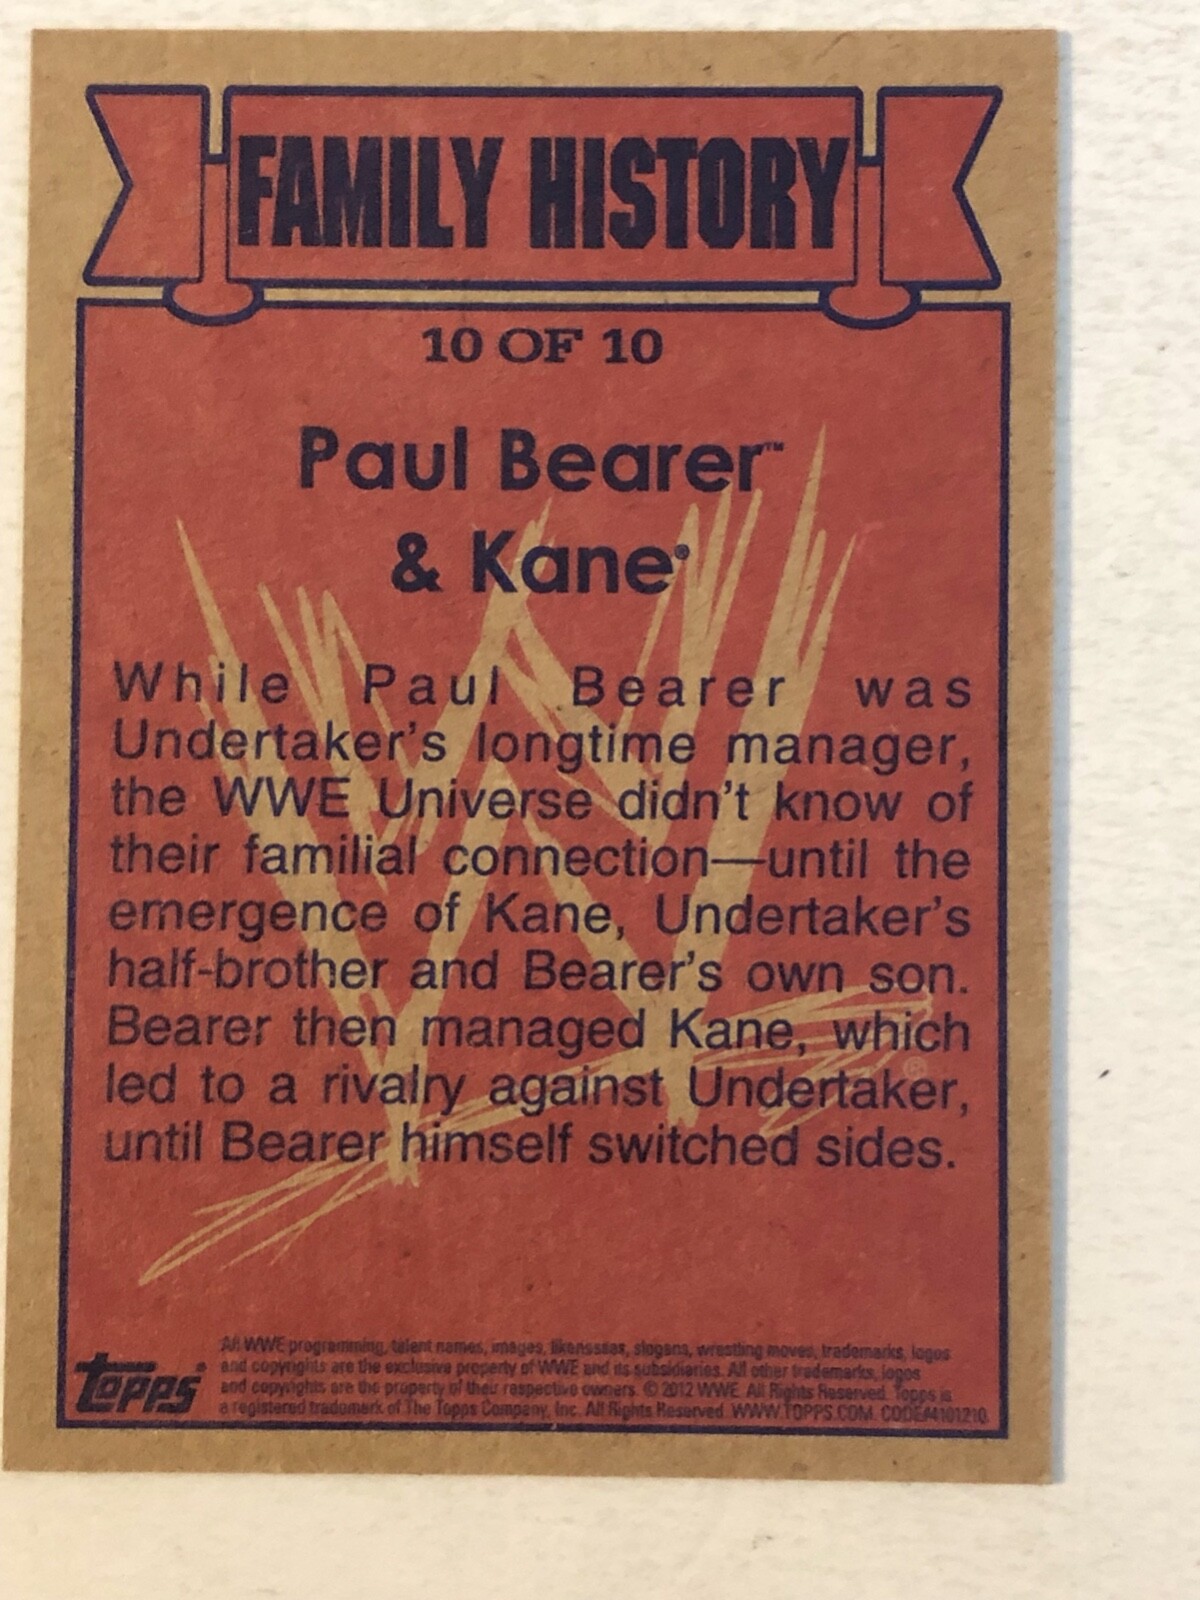 FAMILY HISTORY
10 OF 10
Paul Bearer™
& Kane®
While Paul Bearer was
Undertaker's longtime manager,
the WWE Universe didn't know of
their familial connection—until the
emergence of Kane, Undertaker's
half-brother and Bearer's own son.
Bearer then managed Kane, which
led to a rivalry against Undertaker,
until Bearer himself switched sides.
®
topps®
All WWE programming, talent names, images, likenesses, slogans, wrestling moves, trademarks, logos
and copyrights are the exclusive property of WWE and its subsidiaries. All other trademarks, logos
and copyrights are the property of their respective owners. © 2012 WWE. All Rights Reserved. Topps is
a registered trademark of The Topps Company, Inc. All Rights Reserved. WWW.TOPPS.COM. CODE#4101210.